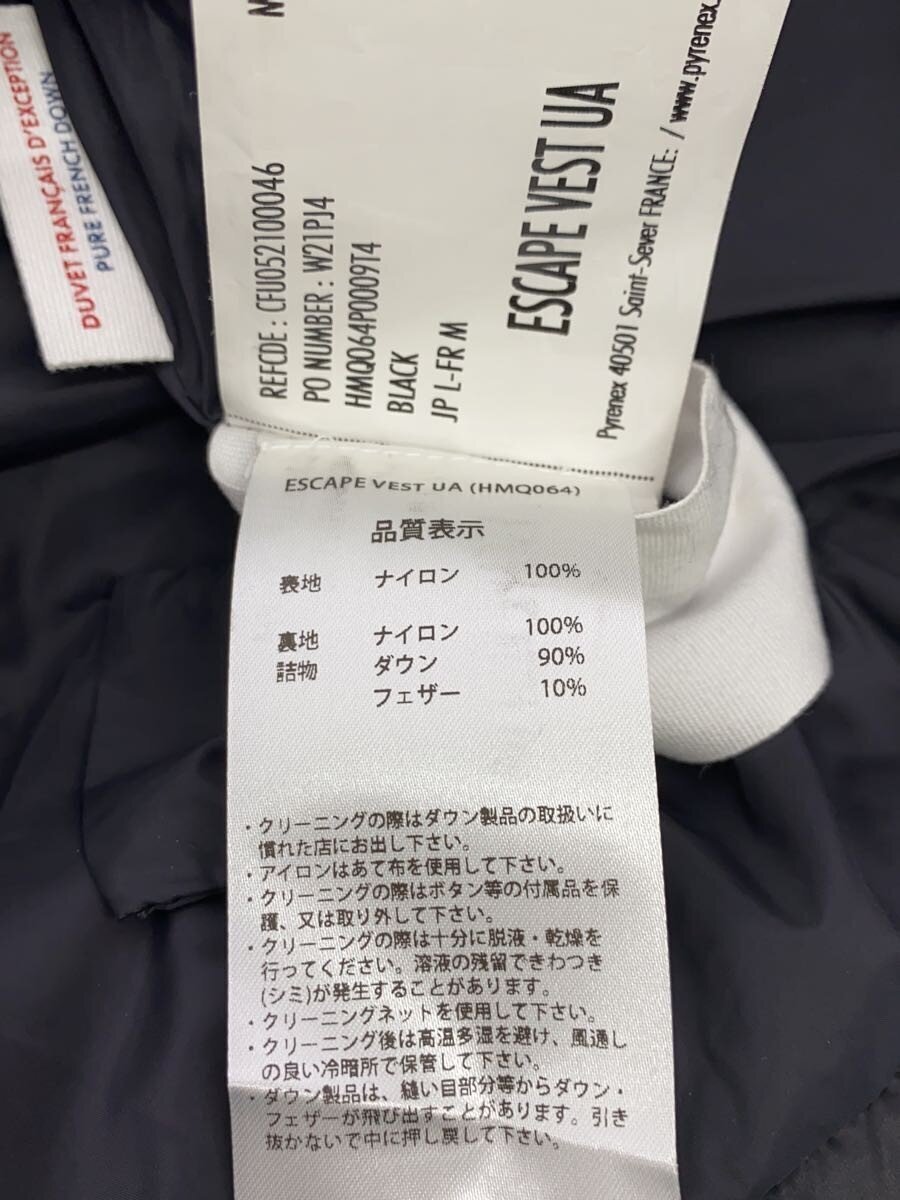 DUVET FRANÇAIS D'EXCEPTION
PURE FRENCH DOWN
REFCDE : CFU052100046
PO NUMBER : W21PJ4
HMQ064P0009T4
BLACK
JP L-FR M
ESCAPE VEST UA
Pyrenex 40501 Saint-Sever FRANCE: / www.pyrenex
ESCAPE VEST UA (HMQ064)
品質表示
表地 ナイロン 100%
裏地 ナイロン 100%
詰物 ダウン 90%
フェザー 10%
・クリーニングの際はダウン製品の取扱いに
慣れた店にお出し下さい。
・アイロンはあて布を使用して下さい。
・クリーニングの際はボタン等の付属品を保
護、又は取り外して下さい。
・クリーニングの際は十分に脱液・乾燥を
行ってください。溶液の残留できわつき
(シミ)が発生することがあります。
・クリーニングネットを使用して下さい。
・クリーニング後は高温多湿を避け、風通し
の良い冷暗所で保管して下さい。
・ダウン製品は、縫い目部分等からダウン・
フェザーが飛び出すことがあります。引き
抜かないで中に押し戻して下さい。